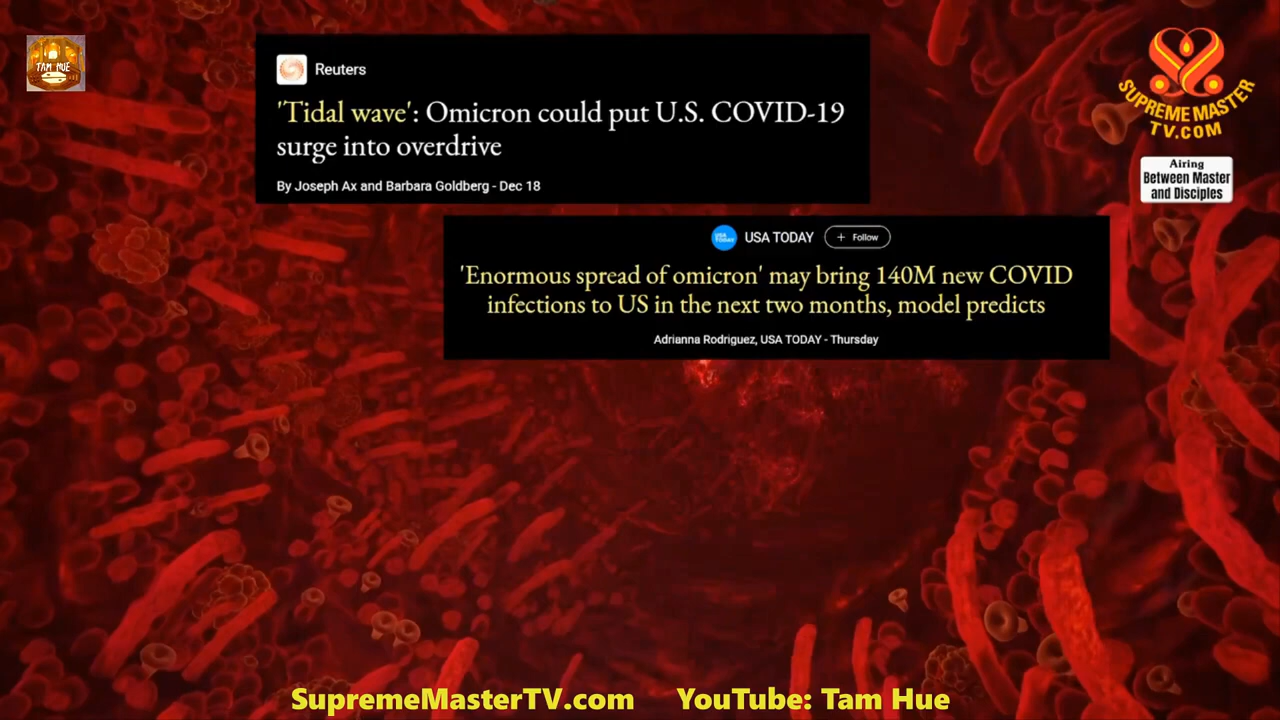 TAM HUE
Reuters
'Tidal wave': Omicron could put U.S. COVID-19
surge into overdrive
By Joseph Ax and Barbara Goldberg - Dec 18
SUPREME MASTER
TV.COM
Airing
Between Master
and Disciples
USA TODAY
USA TODAY + Follow
'Enormous spread of omicron' may bring 140M new COVID
infections to US in the next two months, model predicts
Adrianna Rodriguez, USA TODAY - Thursday
SupremeMasterTV.com YouTube: Tam Hue